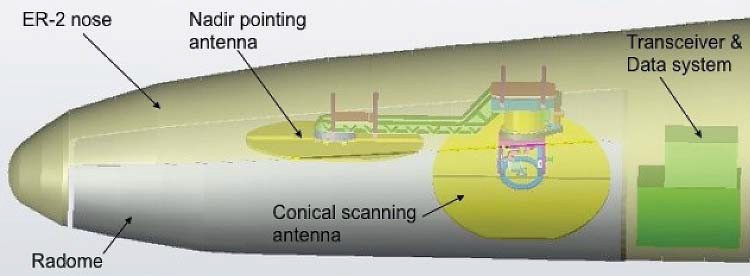 ER-2 nose
Nadir pointing
antenna
Transceiver &
Data system
Conical scanning
antenna
Radome